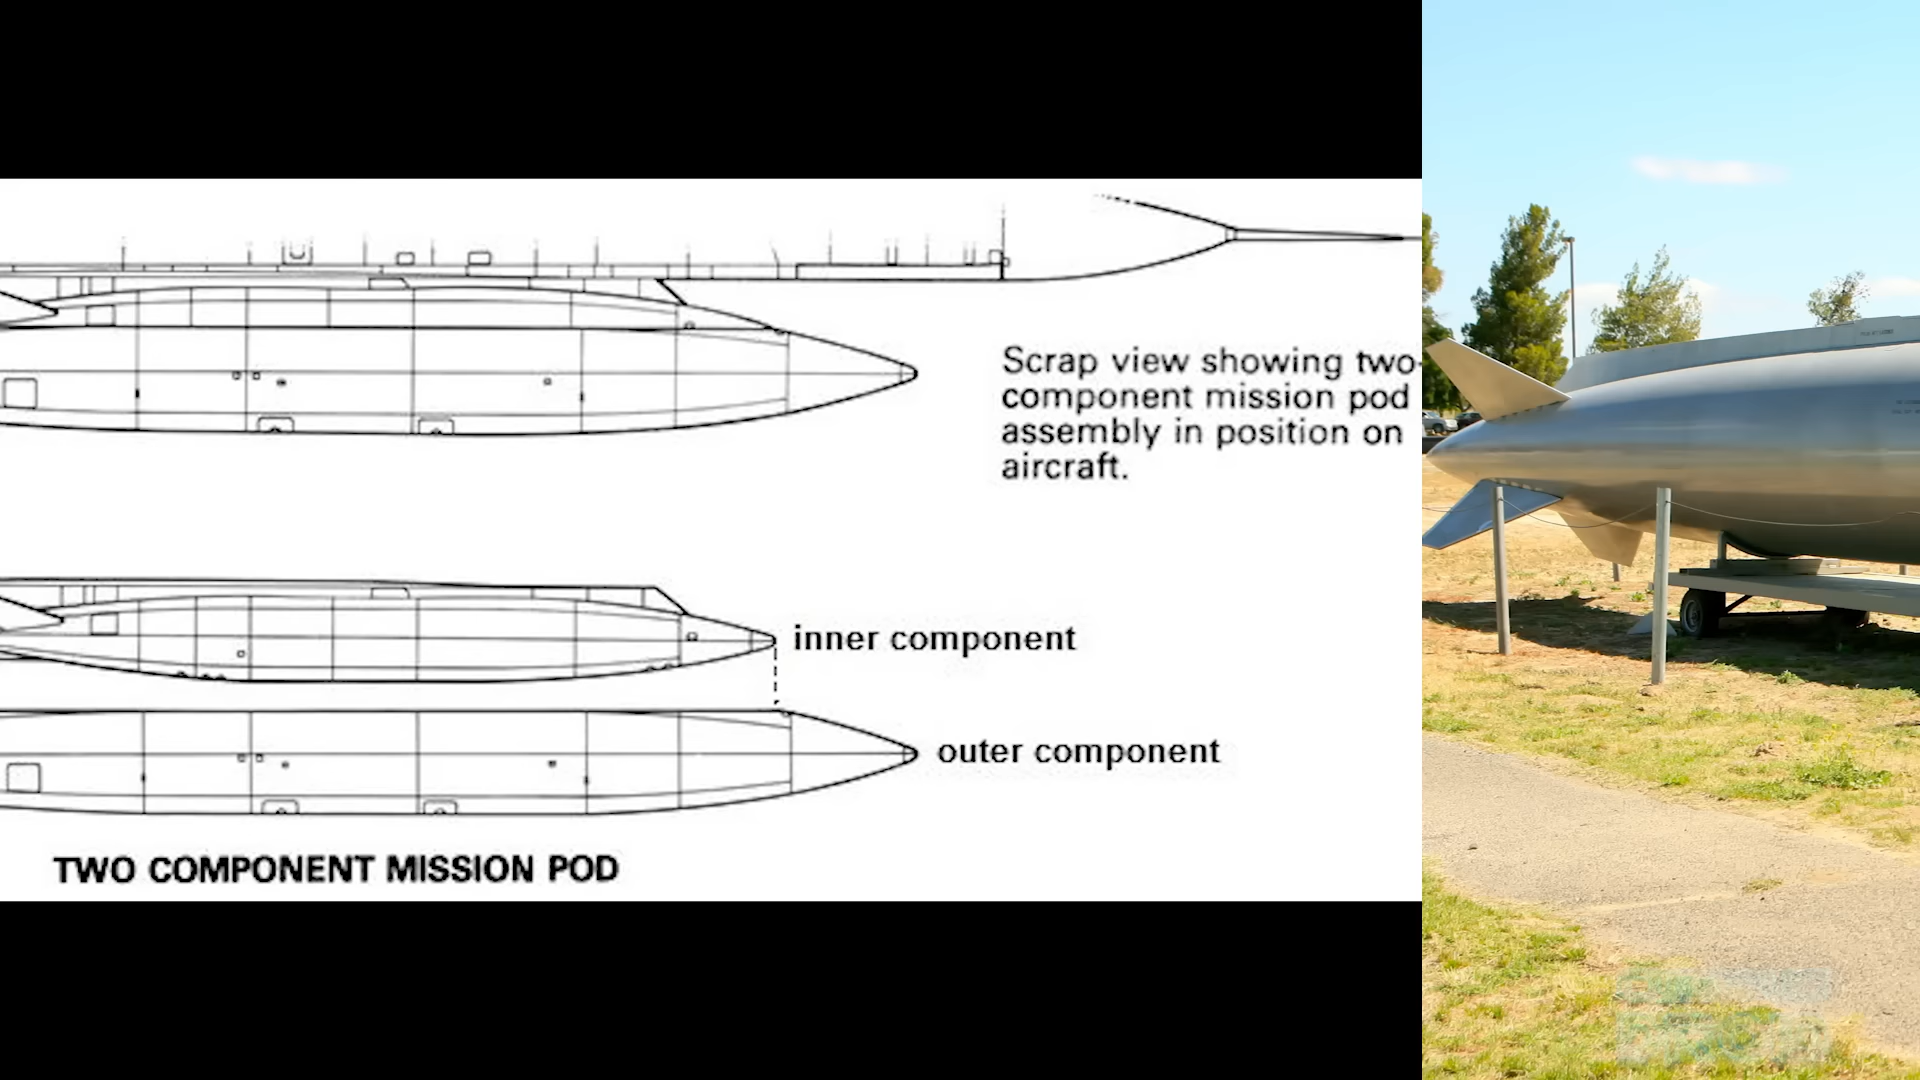 Scrap view showing two-
component mission pod
assembly in position on
aircraft.
inner component
outer component
TWO COMPONENT MISSION POD